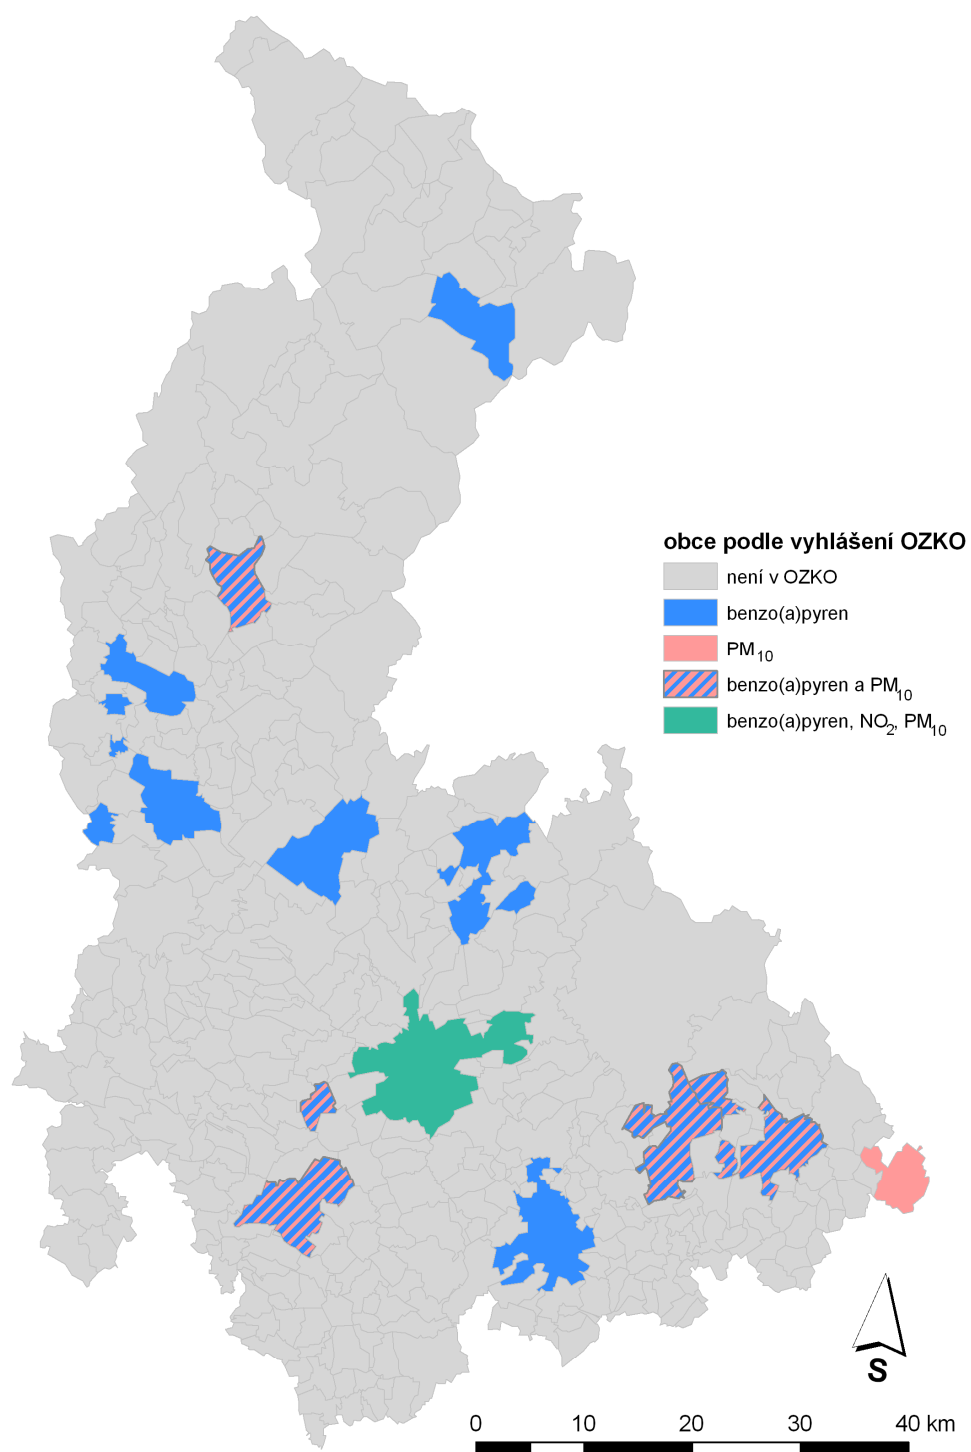 obce podle vyhlášení OZKO
není v OZKO
benzo(a)pyren
PM10
benzo(a)pyren a PM10
benzo(a)pyren, NO2, PM10
S
0 10 20 30 40 km